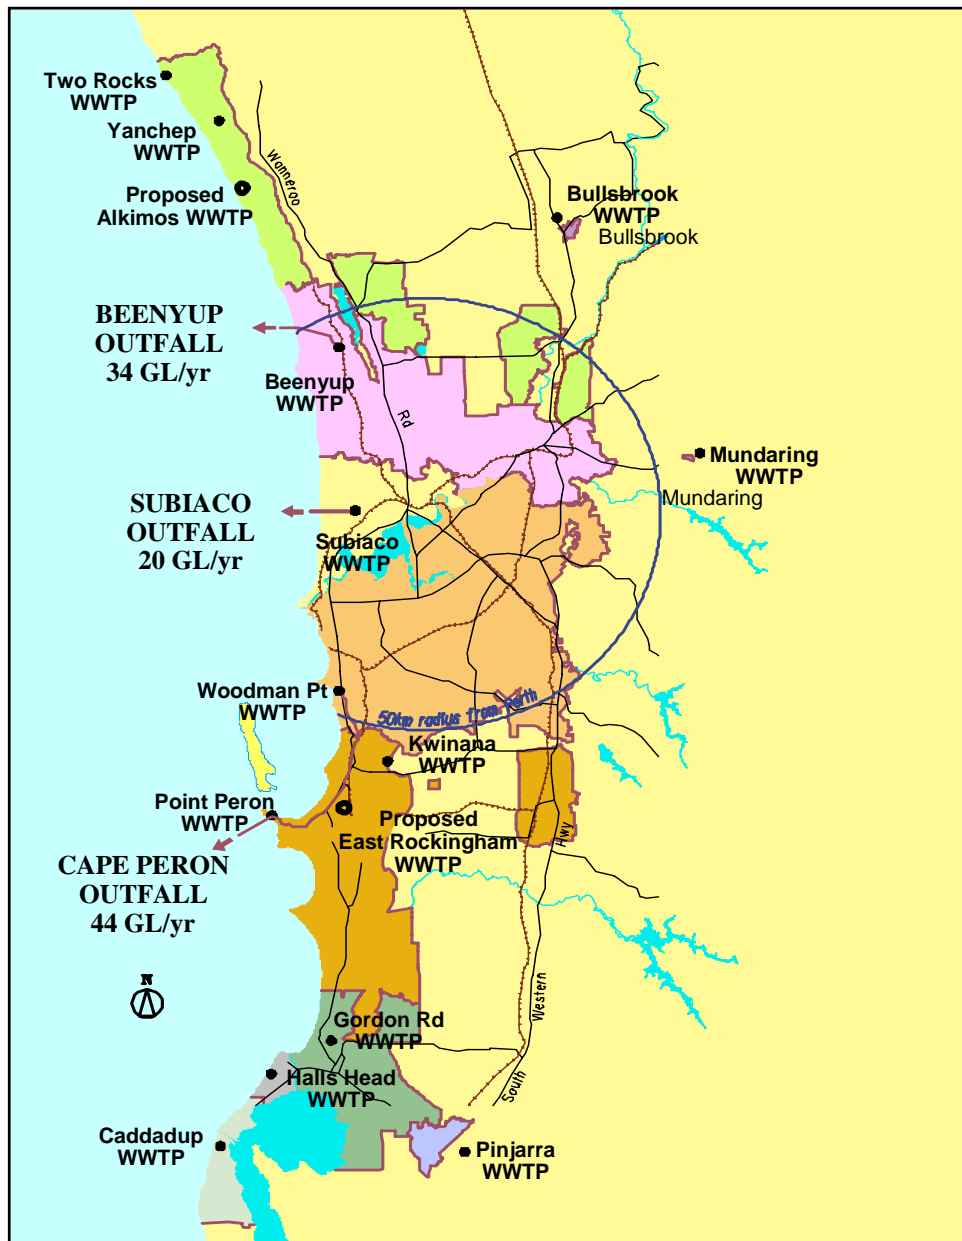 Two Rocks
WWTP
Yanchep
WWTP
Proposed
Alkimos WWTP
Wanneroo
Bullsbrook
WWTP
Bullsbrook
BEENYUP
OUTFALL
34 GL/yr
Beenyup
WWTP
Rd
Mundaring
WWTP
Mundaring
SUBIACO
OUTFALL
20 GL/yr
Subiaco
WWTP
Woodman Pt
WWTP
50km radius from Perth
Kwinana
WWTP
Point Peron
WWTP
Proposed
East Rockingham
WWTP
Hwy
CAPE PERON
OUTFALL
44 GL/yr
N
Western
Gordon Rd
WWTP
South
Halls Head
WWTP
Caddadup
WWTP
Pinjarra
WWTP